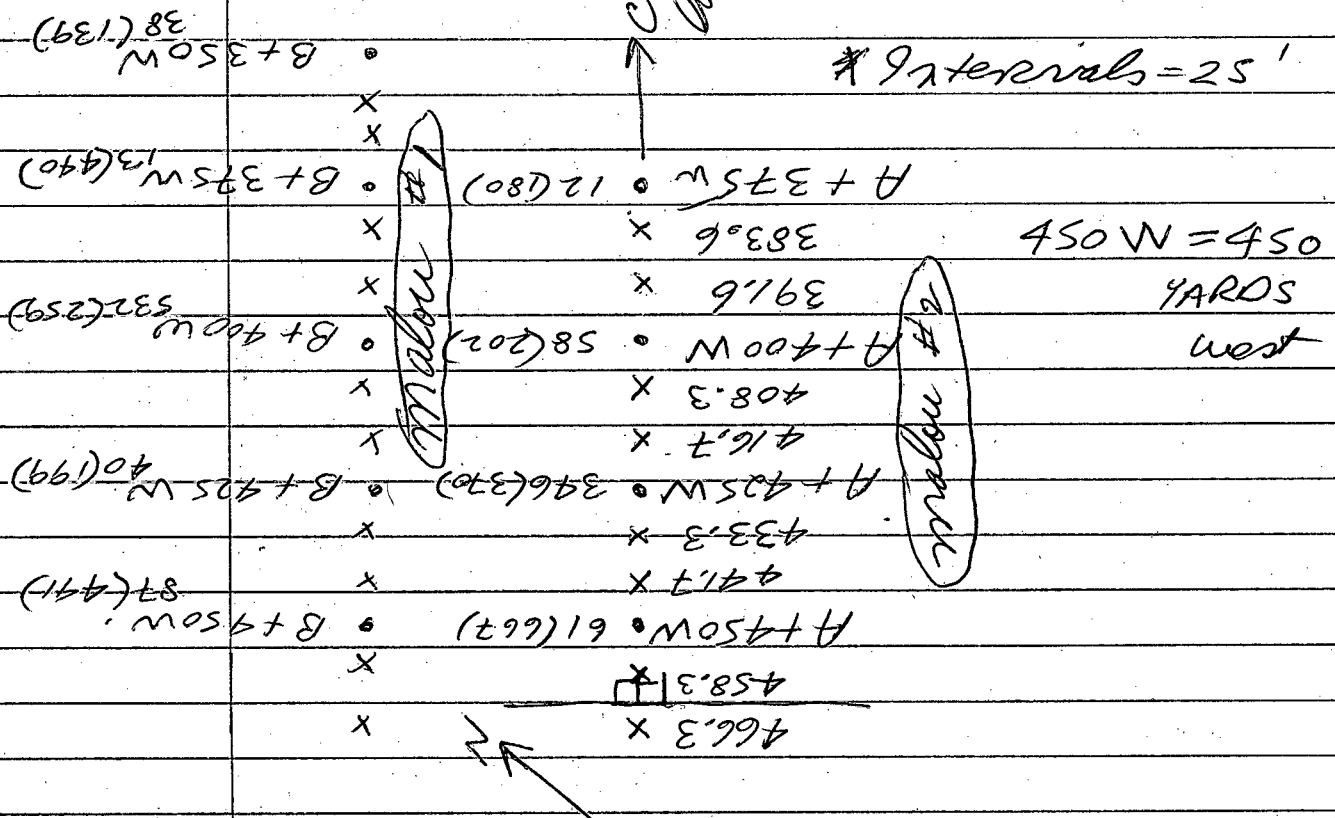 * Intervals = 25'
450 W = 450
YARDS
west
Malou #1
Malou #2
466.3
458.3
A+450W 61(667)
441.7
433.3
A+425W 346(370)
416.7
408.3
A+400W 58(202)
391.6
383.6
A+375W 12(180)
B+450W
87(441)
B+425W 40(199)
B+400W 532(259)
B+375W 13(440)
B+350W
38(139)